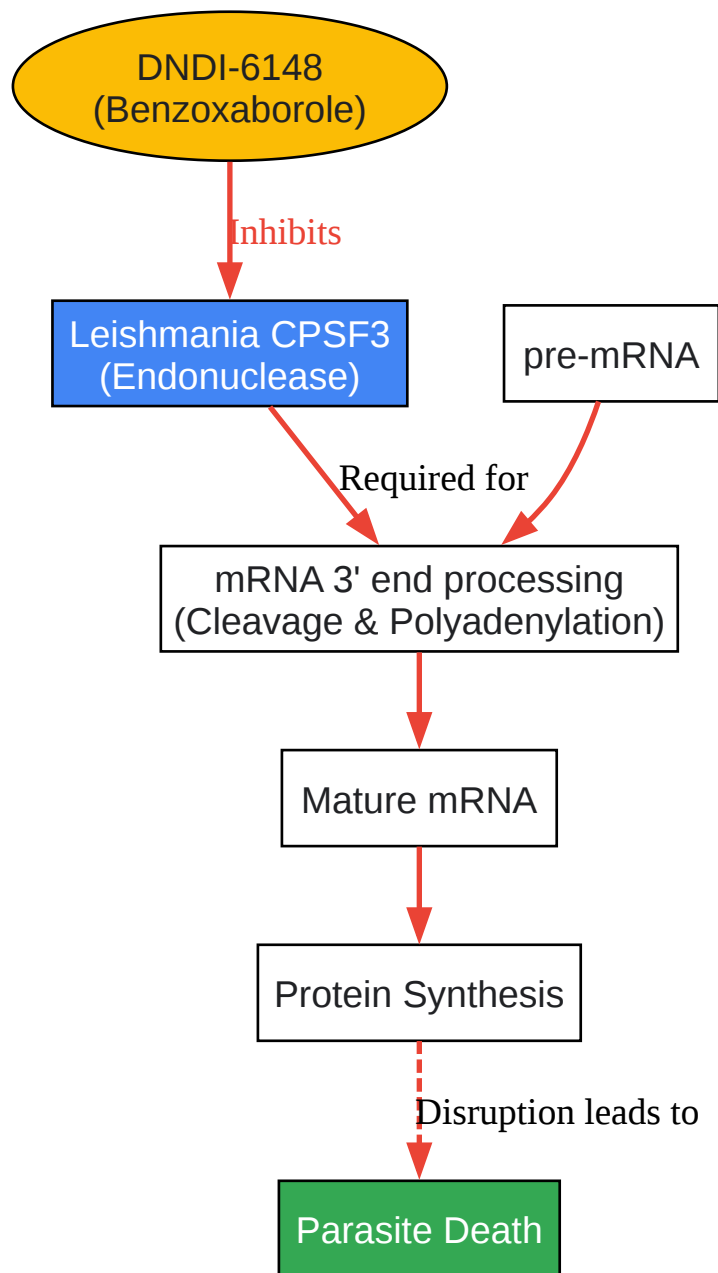 DNDI-6148
(Benzoxaborole)
Inhibits
Leishmania CPSF3
(Endonuclease)
pre-mRNA
Required for
mRNA 3' end processing
(Cleavage & Polyadenylation)
Mature mRNA
Protein Synthesis
Disruption leads to
Parasite Death